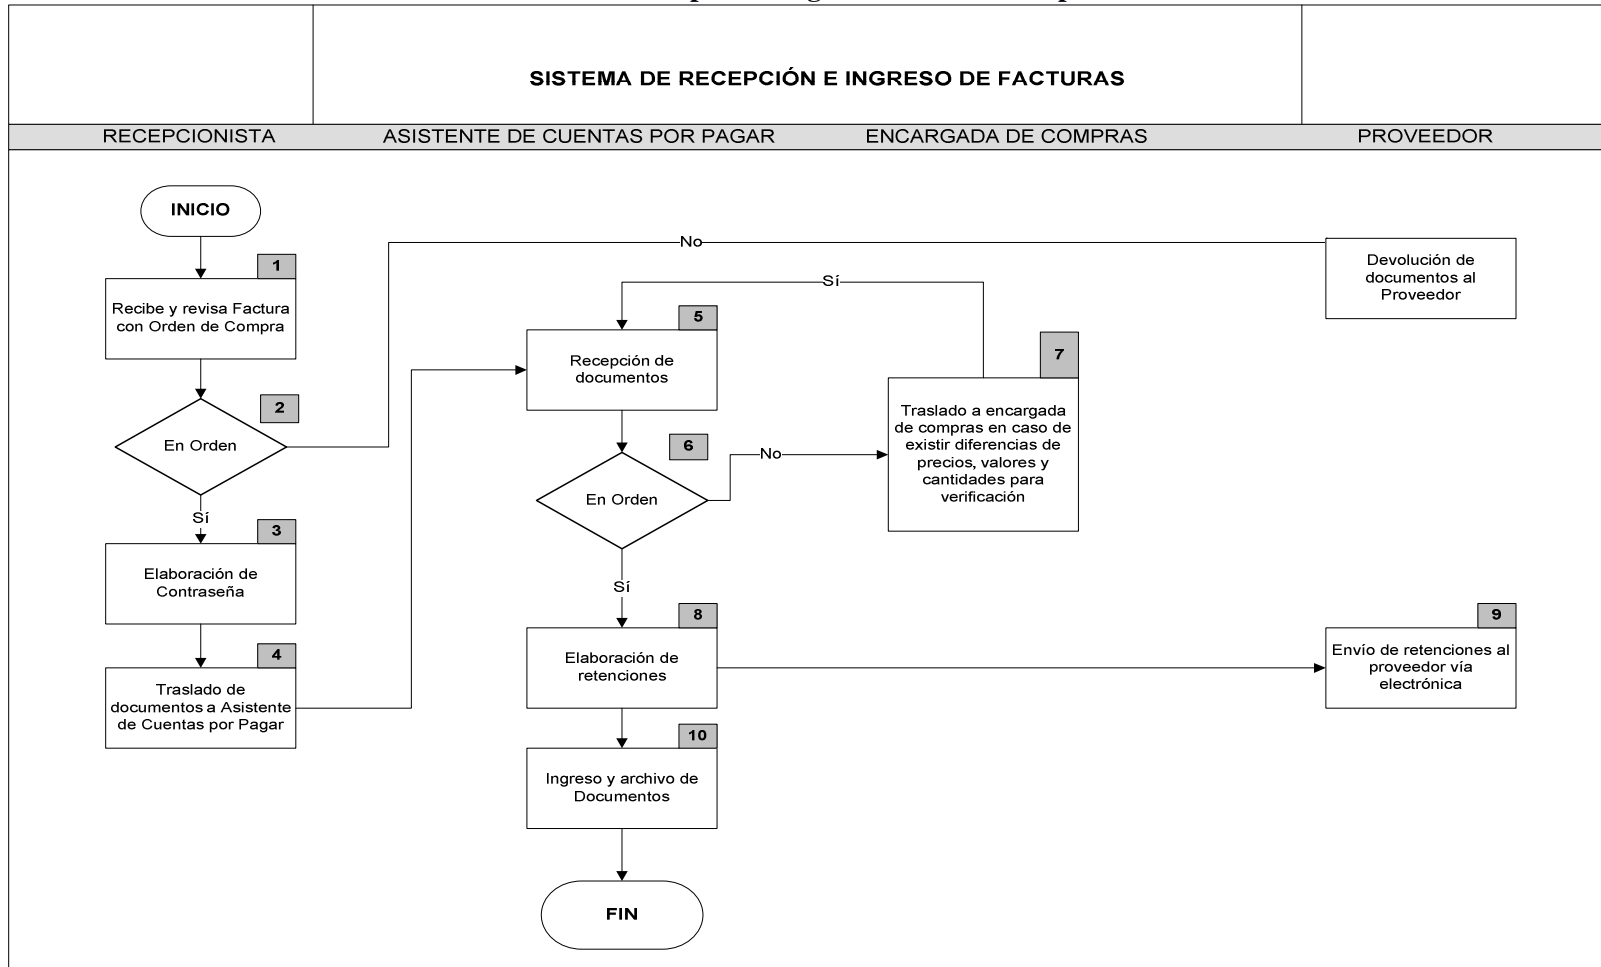 SISTEMA DE RECEPCIÓN E INGRESO DE FACTURAS
RECEPCIONISTA
ASISTENTE DE CUENTAS POR PAGAR
ENCARGADA DE COMPRAS
PROVEEDOR
INICIO
1
Recibe y revisa Factura
con Orden de Compra
2
En Orden
No
Devolución de
documentos al
Proveedor
Sí
3
Elaboración de
Contraseña
4
Traslado de
documentos a Asistente
de Cuentas por Pagar
5
Recepción de
documentos
6
En Orden
No
Sí
7
Traslado a encargada
de compras en caso de
existir diferencias de
precios, valores y
cantidades para
verificación
Sí
8
Elaboración de
retenciones
9
Envío de retenciones al
proveedor vía
electrónica
10
Ingreso y archivo de
Documentos
FIN